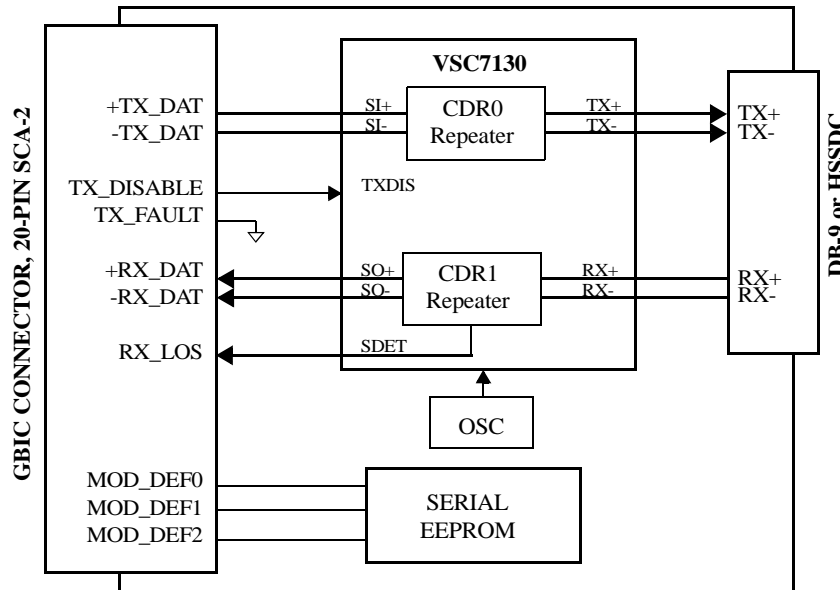 GBIC CONNECTOR, 20-PIN SCA-2
+TX_DAT
-TX_DAT
TX_DISABLE
TX_FAULT
+RX_DAT
-RX_DAT
RX_LOS
MOD_DEF0
MOD_DEF1
MOD_DEF2
VSC7130
SI+
SI-
CDR0
Repeater
TX+
TX-
TXDIS
SO+
SO-
CDR1
Repeater
RX+
RX-
SDET
OSC
SERIAL
EEPROM
TX+
TX-
RX+
RX-
DB-9 or HSSDC